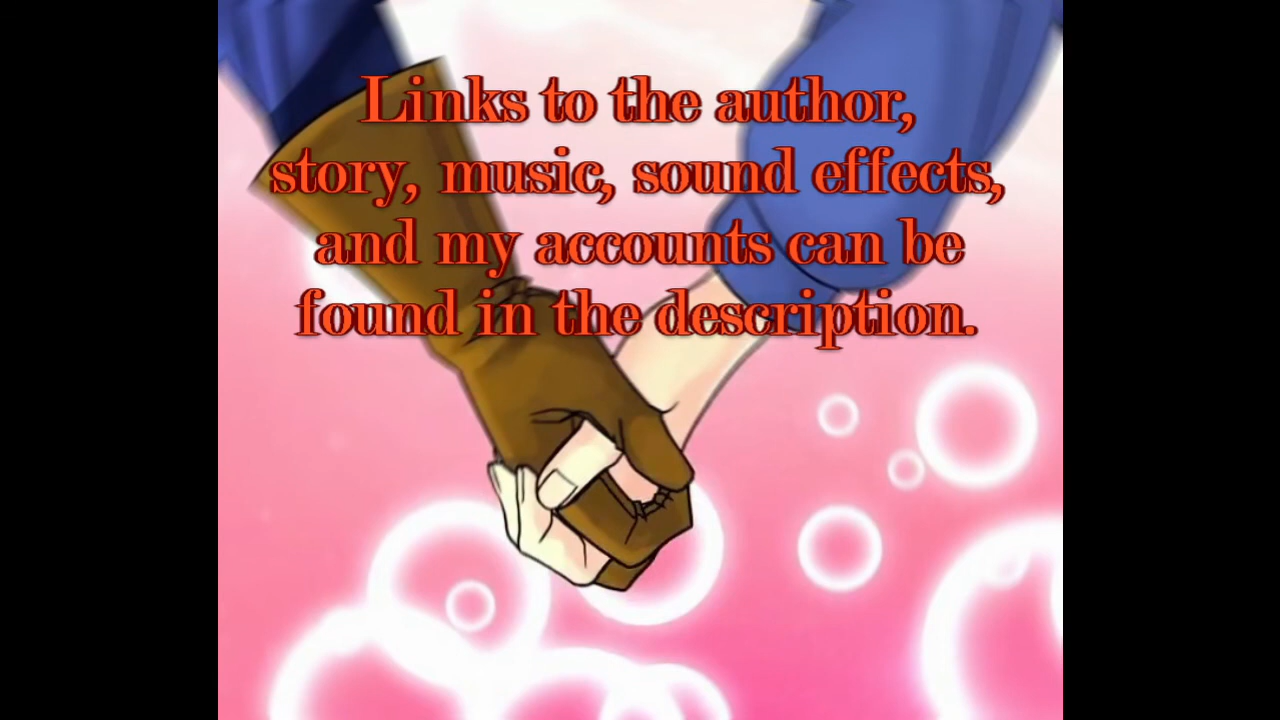 Links to the author,
story, music, sound effects,
and my accounts can be
found in the description.